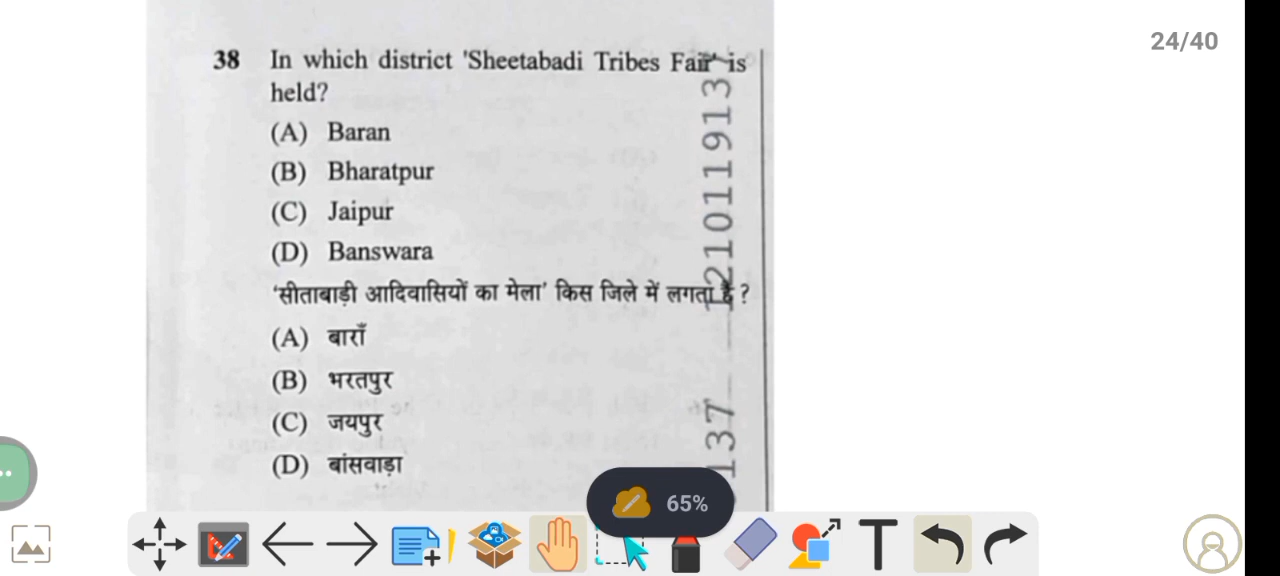 24/40
38 In which district 'Sheetabadi Tribes Fair' is
held?
(A) Baran
(B) Bharatpur
(C) Jaipur
(D) Banswara
'सीताबाड़ी आदिवासियों का मेला' किस जिले में लगता है ?
(A) बाराँ
(B) भरतपुर
(C) जयपुर
(D) बांसवाड़ा
137 121011913
65%
T